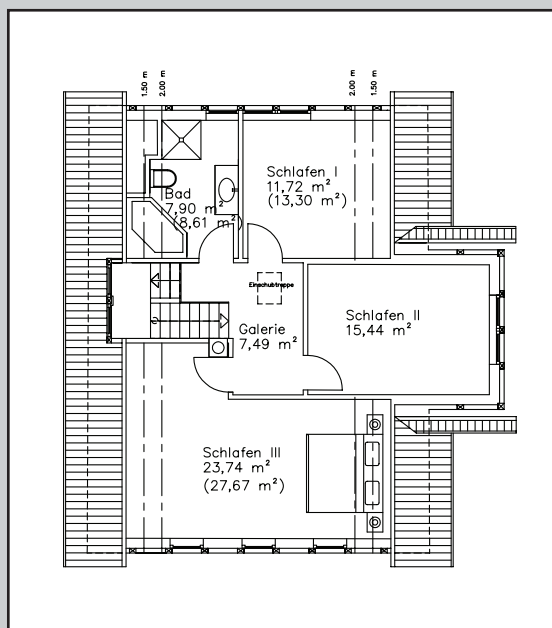 1.50 m
2.00 m
2.00 m
1.50 m
Schlafen I
11,72 m²
(13,30 m²)
Bad
7,90 m²
(8,61 m²)
Einschubtreppe
Schlafen II
15,44 m²
Galerie
7,49 m²
Schlafen III
23,74 m²
(27,67 m²)